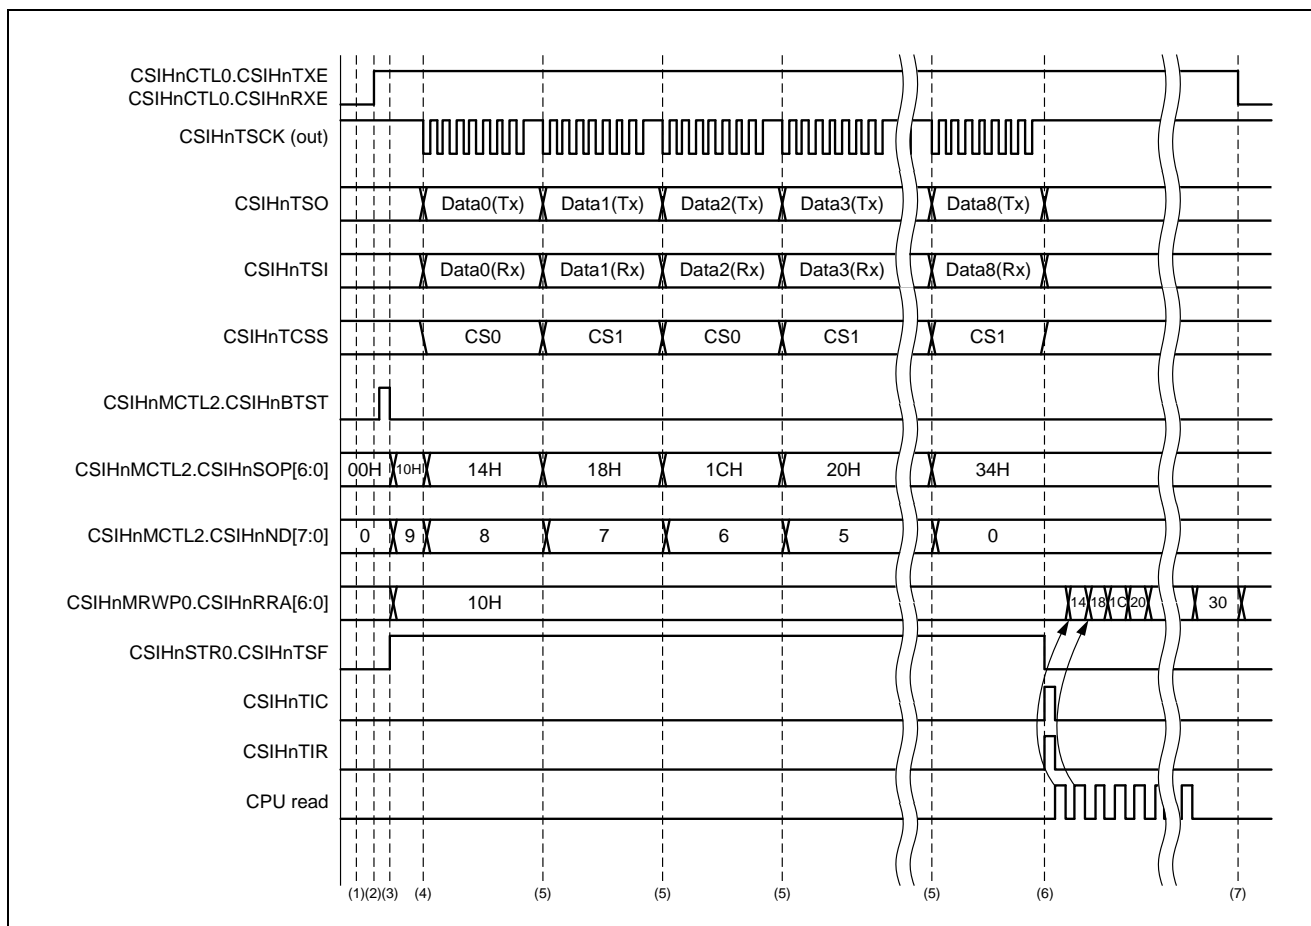 CSIHnCTL0.CSIHnTXE
CSIHnCTL0.CSIHnRXE
CSIHnTSCK (out)
CSIHnTSO Data0(Tx) Data1(Tx) Data2(Tx) Data3(Tx) Data8(Tx)
CSIHnTSI Data0(Rx) Data1(Rx) Data2(Rx) Data3(Rx) Data8(Rx)
CSIHnTCSS CS0 CS1 CS0 CS1 CS1
CSIHnMCTL2.CSIHnBTST
CSIHnMCTL2.CSIHnSOP[6:0] 00H 10H 14H 18H 1CH 20H 34H
CSIHnMCTL2.CSIHnND[7:0] 0 9 8 7 6 5 0
CSIHnMRWP0.CSIHnRRA[6:0] 10H 14 18 1C 20 30
CSIHnSTR0.CSIHnTSF
CSIHnTIC
CSIHnTIR
CPU read
(1) (2) (3) (4) (5) (5) (5) (5) (6) (7)